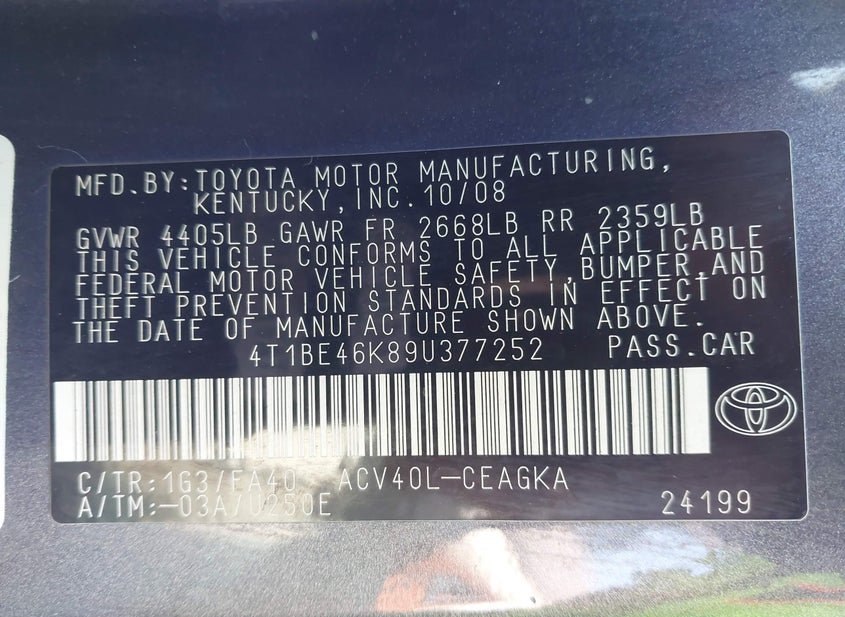 MFD.BY:TOYOTA MOTOR MANUFACTURING,
KENTUCKY,INC.10/08
GVWR 4405LB GAWR FR 2668LB RR 2359LB
THIS VEHICLE CONFORMS TO ALL APPLICABLE
FEDERAL MOTOR VEHICLE SAFETY,BUMPER,AND
THEFT PREVENTION STANDARDS IN EFFECT ON
THE DATE OF MANUFACTURE SHOWN ABOVE.
4T1BE46K89U377252 PASS.CAR
C/TR:1G3/FA40 ACV40L-CEAGKA
A/TM:-03A/U250E 24199